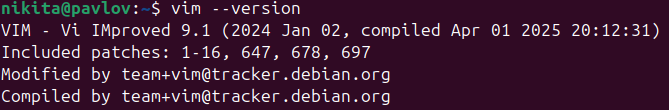 nikita@pavlov:~$ vim --version
VIM - Vi IMproved 9.1 (2024 Jan 02, compiled Apr 01 2025 20:12:31)
Included patches: 1-16, 647, 678, 697
Modified by team+vim@tracker.debian.org
Compiled by team+vim@tracker.debian.org